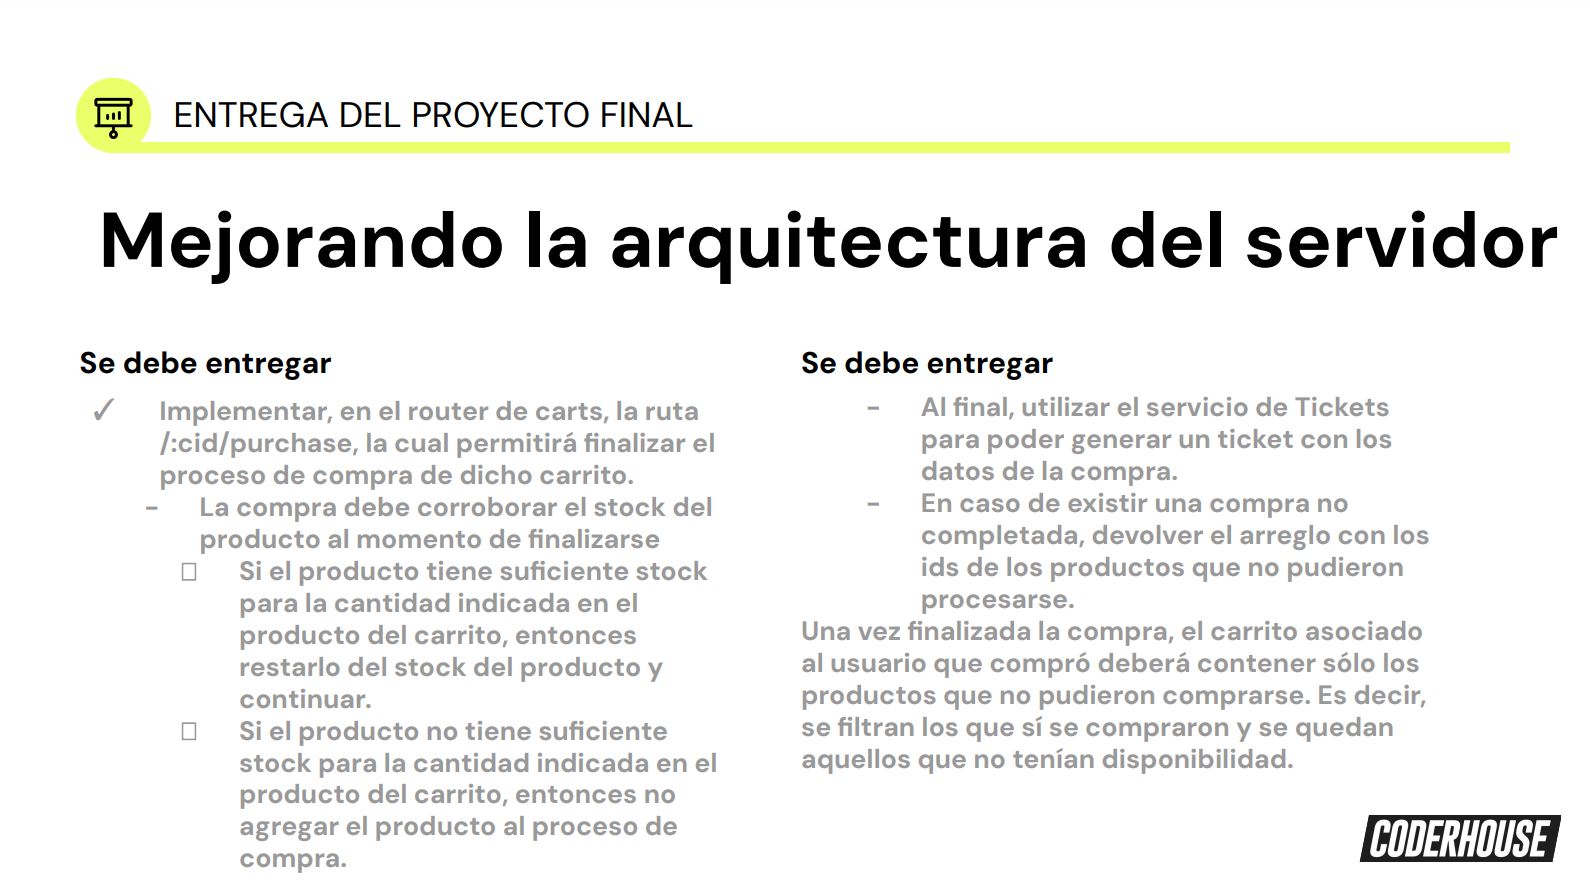 ENTREGA DEL PROYECTO FINAL
Mejorando la arquitectura del servidor
Se debe entregar
✓ Implementar, en el router de carts, la ruta
/:cid/purchase, la cual permitirá finalizar el
proceso de compra de dicho carrito.
- La compra debe corroborar el stock del
producto al momento de finalizarse
Si el producto tiene suficiente stock
para la cantidad indicada en el
producto del carrito, entonces
restarlo del stock del producto y
continuar.
Si el producto no tiene suficiente
stock para la cantidad indicada en el
producto del carrito, entonces no
agregar el producto al proceso de
compra.
Se debe entregar
- Al final, utilizar el servicio de Tickets
para poder generar un ticket con los
datos de la compra.
- En caso de existir una compra no
completada, devolver el arreglo con los
ids de los productos que no pudieron
procesarse.
Una vez finalizada la compra, el carrito asociado
al usuario que compró deberá contener sólo los
productos que no pudieron comprarse. Es decir,
se filtran los que sí se compraron y se quedan
aquellos que no tenían disponibilidad.
CODERHOUSE